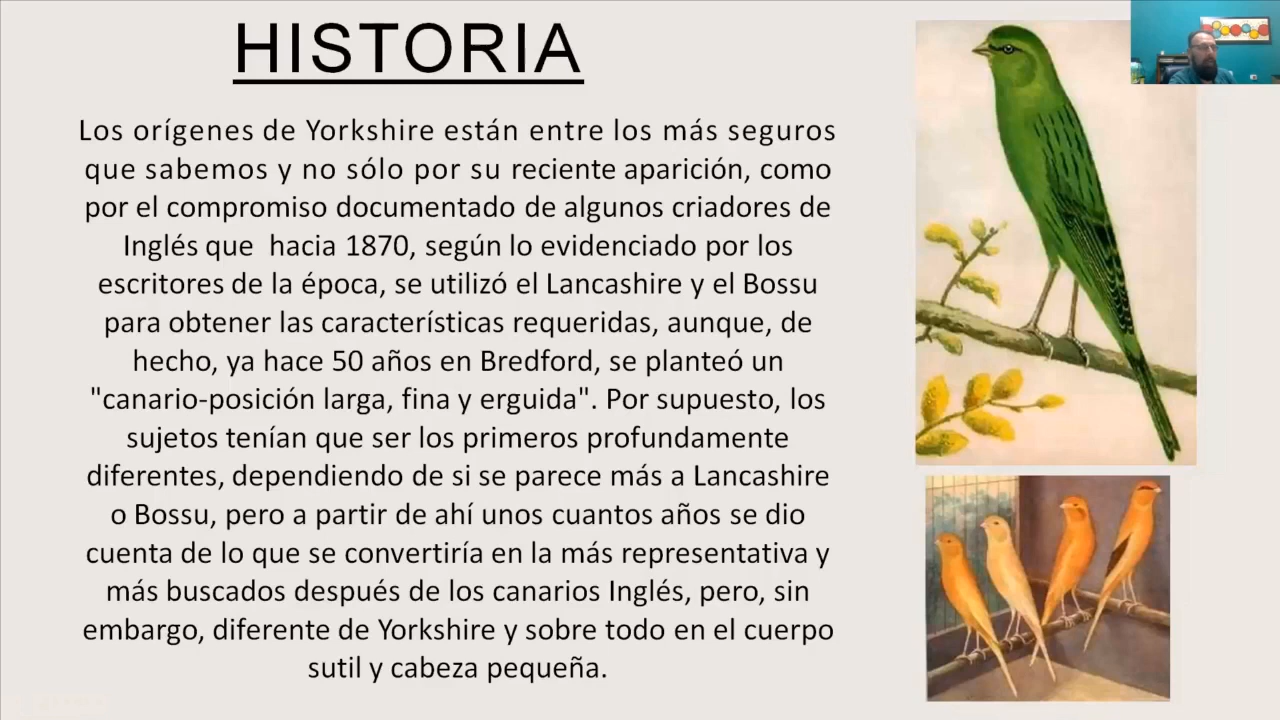 HISTORIA
Los orígenes de Yorkshire están entre los más seguros
que sabemos y no sólo por su reciente aparición, como
por el compromiso documentado de algunos criadores de
Inglés que  hacia 1870, según lo evidenciado por los
escritores de la época, se utilizó el Lancashire y el Bossu
para obtener las características requeridas, aunque, de
hecho, ya hace 50 años en Bredford, se planteó un
"canario-posición larga, fina y erguida". Por supuesto, los
sujetos tenían que ser los primeros profundamente
diferentes, dependiendo de si se parece más a Lancashire
o Bossu, pero a partir de ahí unos cuantos años se dio
cuenta de lo que se convertiría en la más representativa y
más buscados después de los canarios Inglés, pero, sin
embargo, diferente de Yorkshire y sobre todo en el cuerpo
sutil y cabeza pequeña.